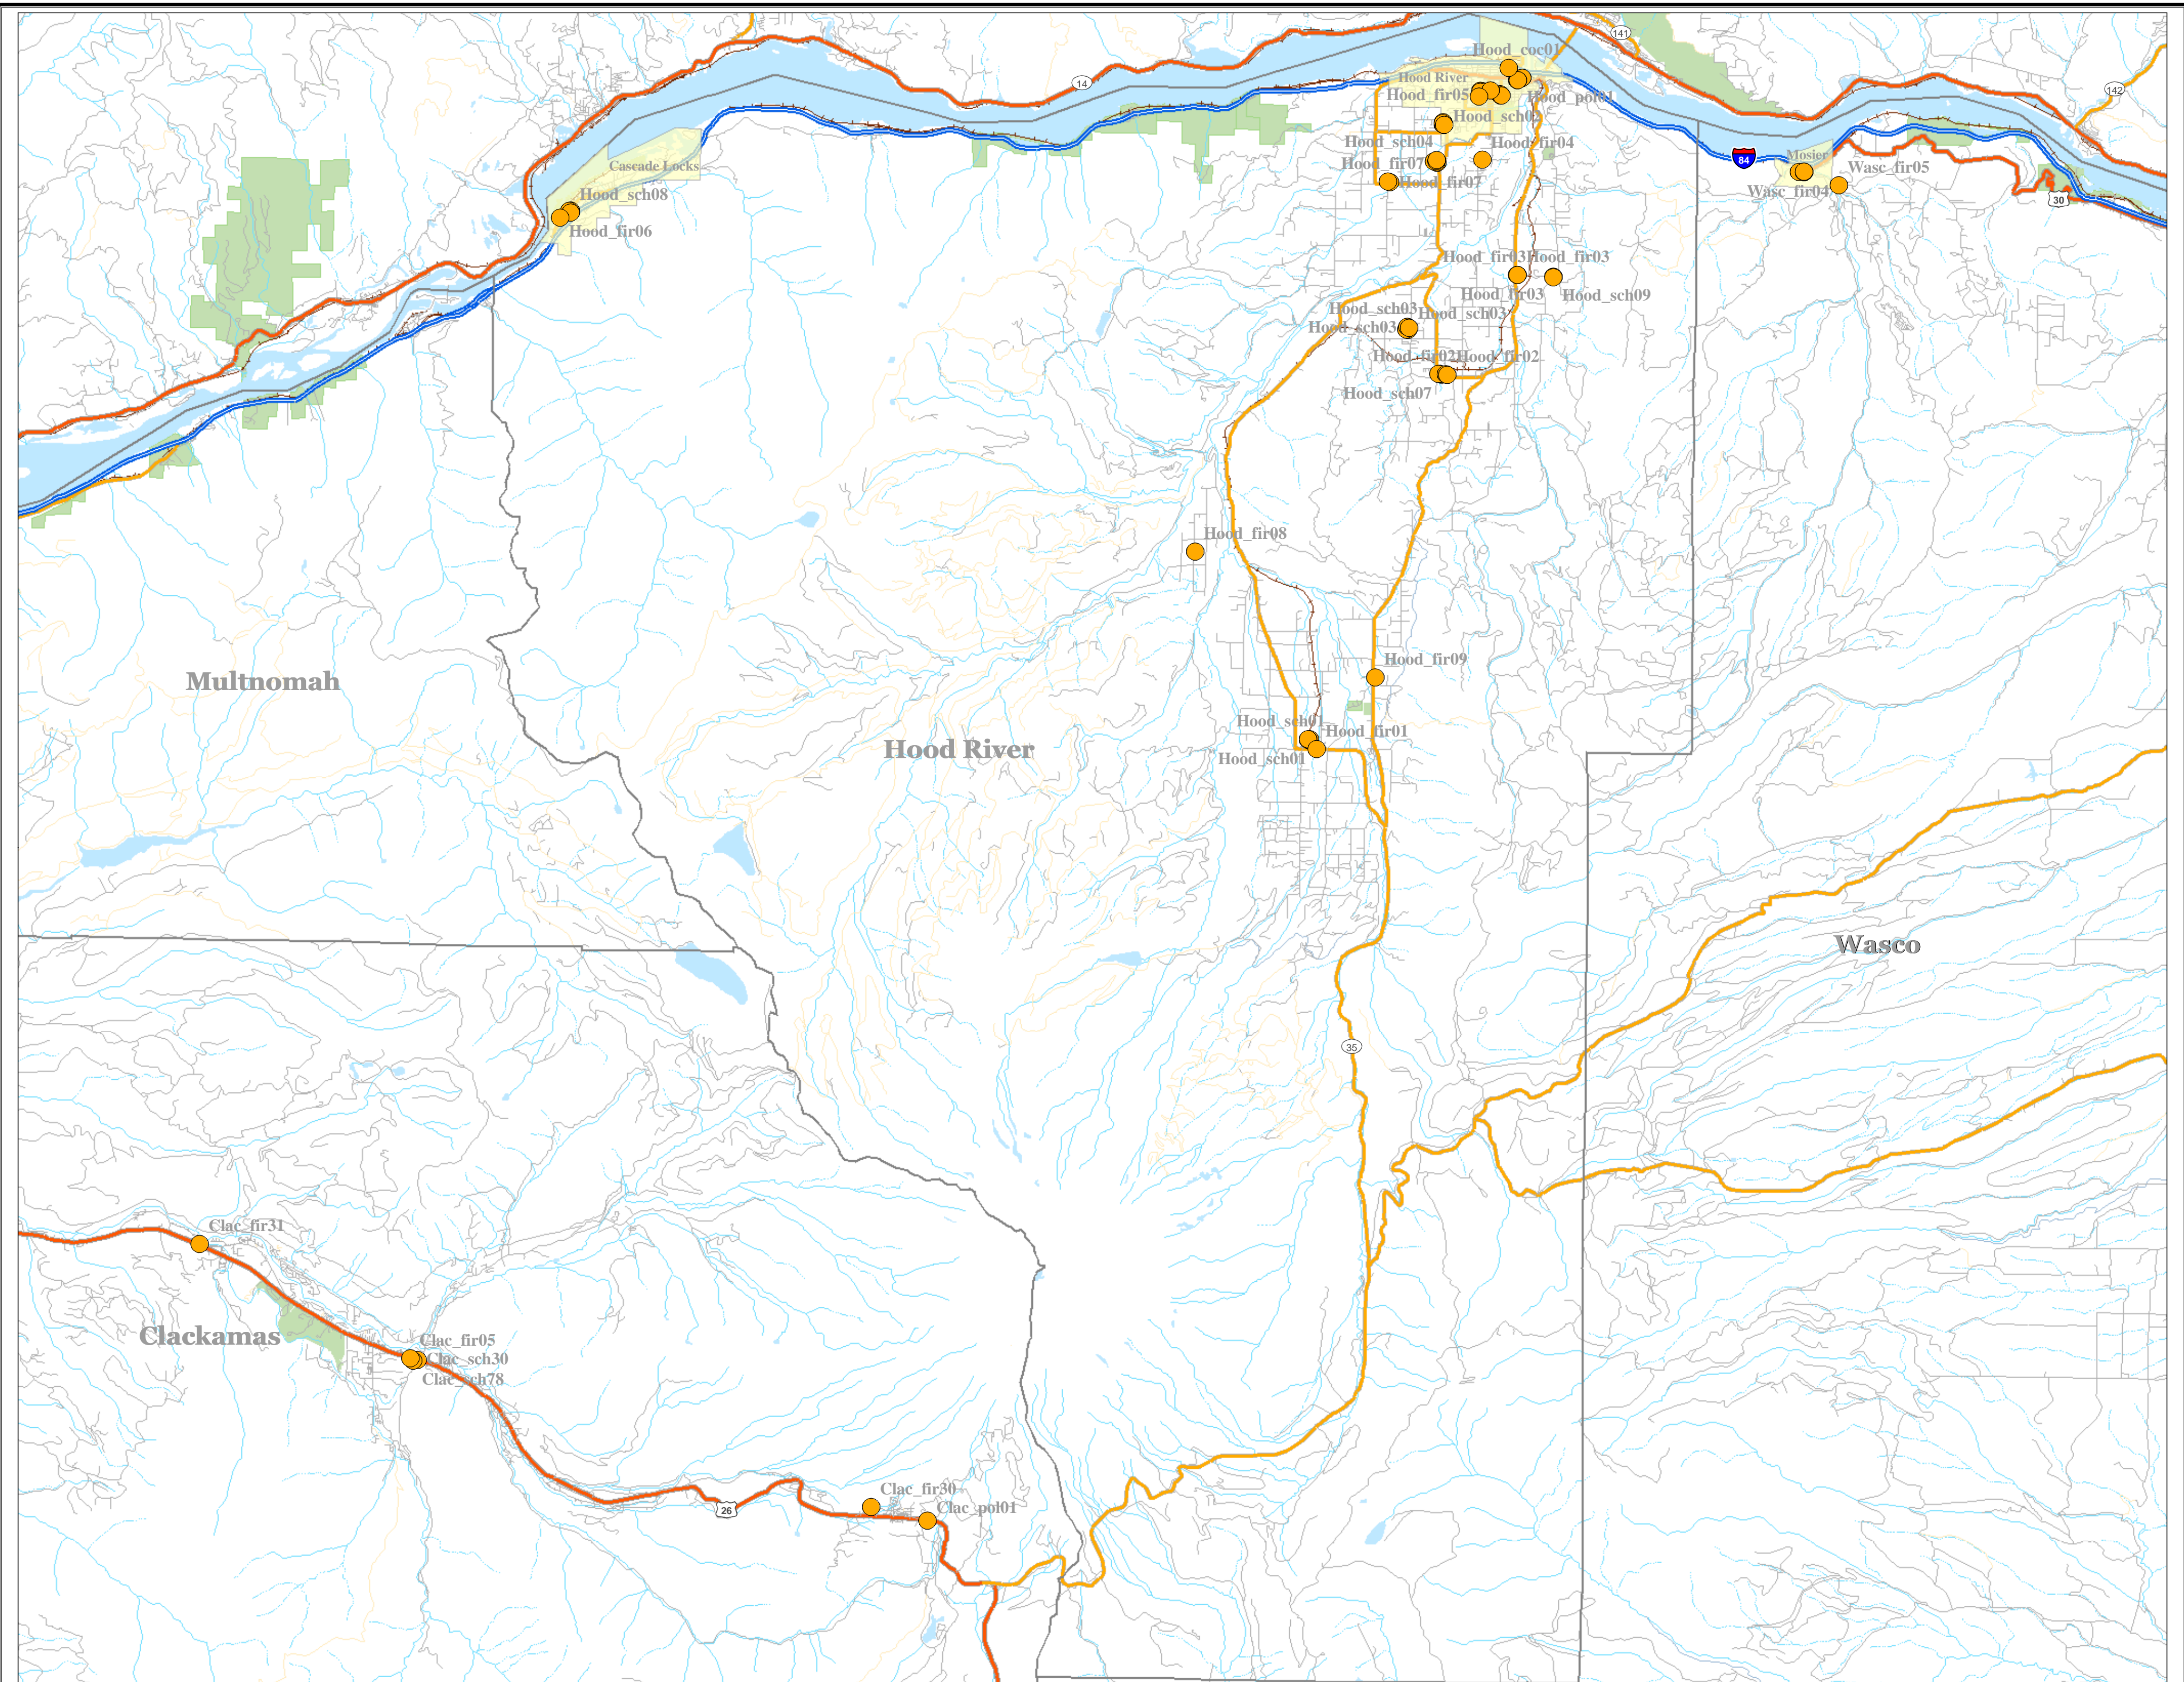 141
Hood_coc01
14
Hood River
142
Hood_fir05
Hood_pol01
Hood_sch02
Hood_sch04
Hood_fir04
Cascade Locks
84
Mosier
Hood_fir07
Wasc_fir05
Hood_fir07
Hood_sch08
Wasc_fir04
30
Hood_fir06
Hood_fir03
Hood_fir03
Hood_fir03
Hood_sch09
Hood_sch03
Hood_sch03
Hood_sch03
Hood_fir02
Hood_fir02
Hood_sch07
Hood_fir08
Hood_fir09
Multnomah
Hood_sch01
Hood_fir01
Hood River
Hood_sch01
Wasco
35
Clac_fir31
Clackamas
Clac_fir05
Clac_sch30
Clac_sch78
Clac_fir30
Clac_pol01
26